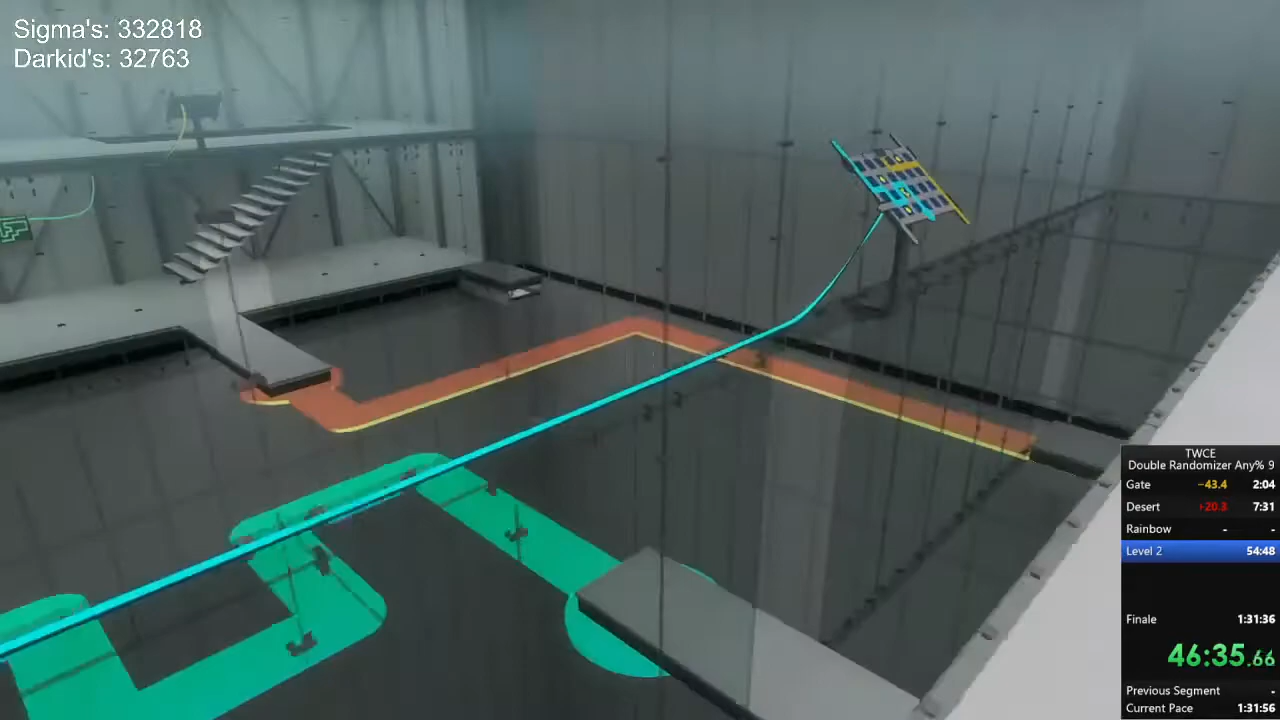 Sigma's: 332818
Darkid's: 32763
TWCE
Double Randomizer Any% 9
Gate −43.4 2:04
Desert +20.3 7:31
Rainbow - -
Level 2 54:48
Finale 1:31:36
46:35.66
Previous Segment -
Current Pace 1:31:56